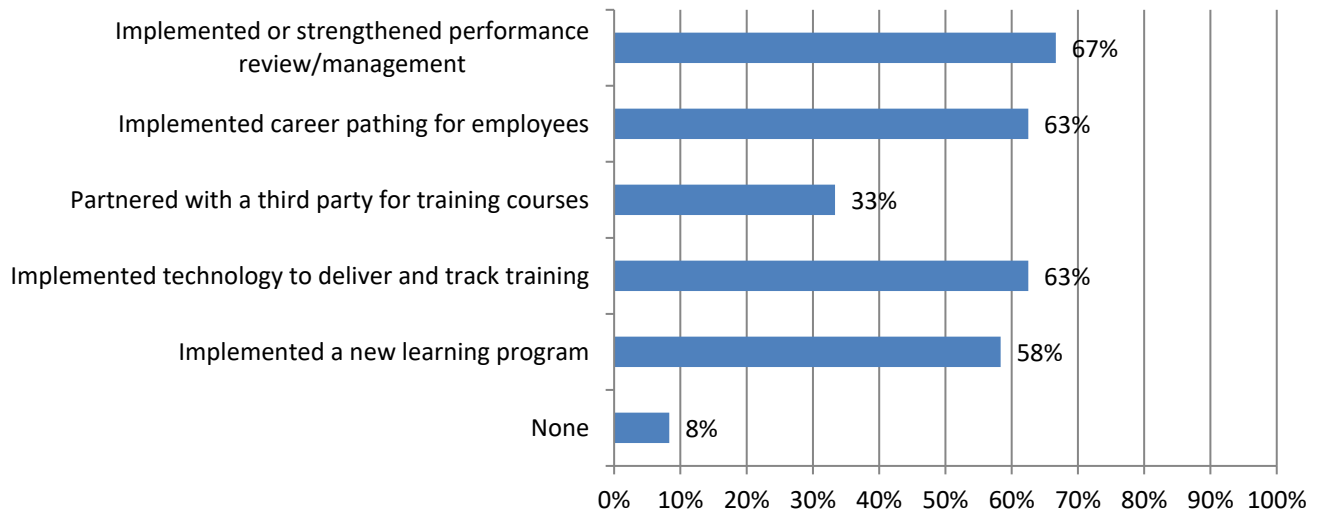 Implemented or strengthened performance
review/management
67%
Implemented career pathing for employees
63%
Partnered with a third party for training courses
33%
Implemented technology to deliver and track training
63%
Implemented a new learning program
58%
None
8%
0% 10% 20% 30% 40% 50% 60% 70% 80% 90% 100%